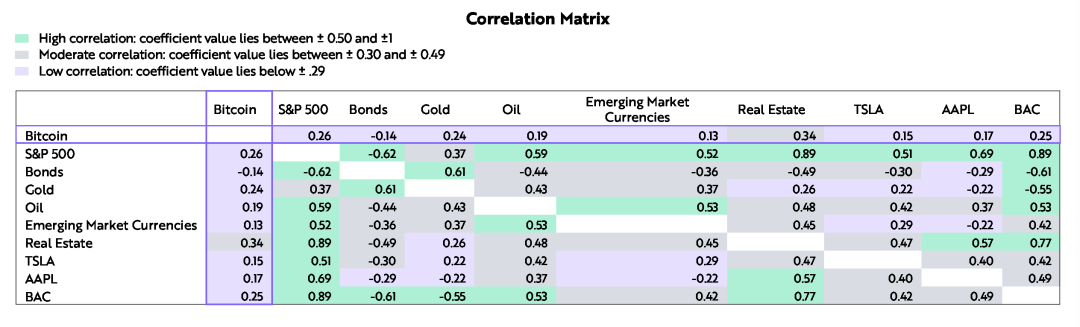 Correlation Matrix
High correlation: coefficient value lies between ± 0.50 and ±1
Moderate correlation: coefficient value lies between ± 0.30 and ± 0.49
Low correlation: coefficient value lies below ± .29
Bitcoin S&P 500 Bonds Gold Oil Emerging Market Currencies Real Estate TSLA AAPL BAC
Bitcoin 0.26 -0.14 0.24 0.19 0.13 0.34 0.15 0.17 0.25
S&P 500 0.26 -0.62 0.37 0.59 0.52 0.89 0.51 0.69 0.89
Bonds -0.14 -0.62 0.61 -0.44 -0.36 -0.49 -0.30 -0.29 -0.61
Gold 0.24 0.37 0.61 0.43 0.37 0.26 0.22 -0.22 -0.55
Oil 0.19 0.59 -0.44 0.43 0.53 0.48 0.42 0.37 0.53
Emerging Market Currencies 0.13 0.52 -0.36 0.37 0.53 0.45 0.29 -0.22 0.42
Real Estate 0.34 0.89 -0.49 0.26 0.48 0.45 0.47 0.57 0.77
TSLA 0.15 0.51 -0.30 0.22 0.42 0.29 0.47 0.40 0.42
AAPL 0.17 0.69 -0.29 -0.22 0.37 -0.22 0.57 0.40 0.49
BAC 0.25 0.89 -0.61 -0.55 0.53 0.42 0.77 0.42 0.49